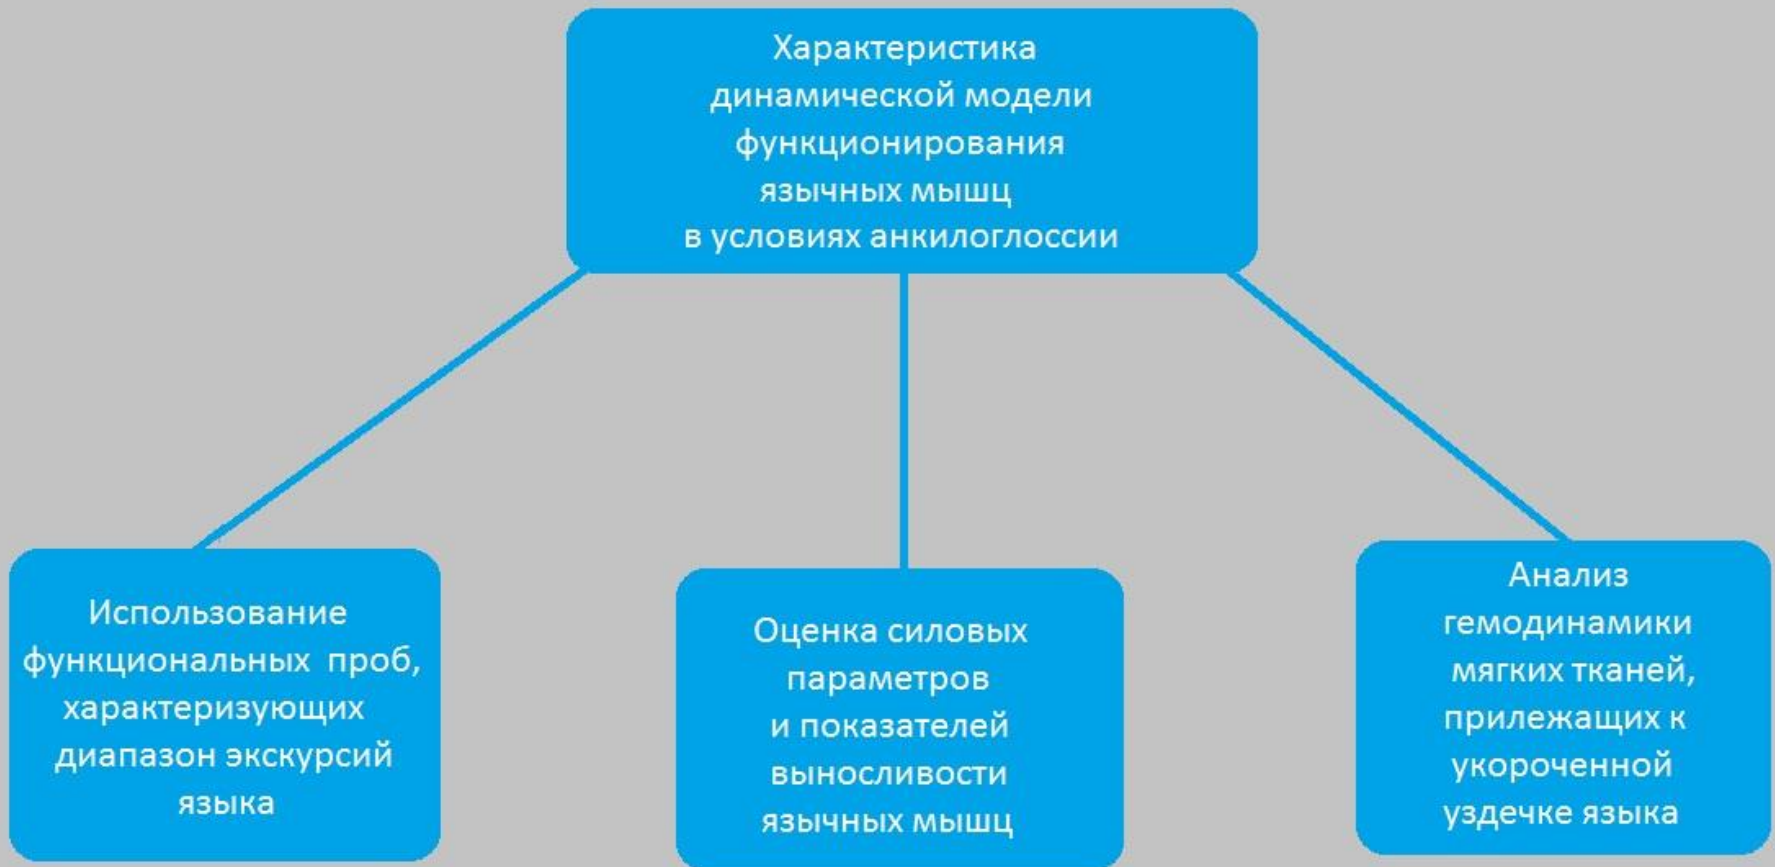 Характеристика
динамической модели
функционирования
язычных мышц
в условиях анкилоглоссии
Использование
функциональных проб,
характеризующих
диапазон экскурсий
языка
Оценка силовых
параметров
и показателей
выносливости
язычных мышц
Анализ
гемодинамики
мягких тканей,
прилежащих к
укороченной
уздечке языка